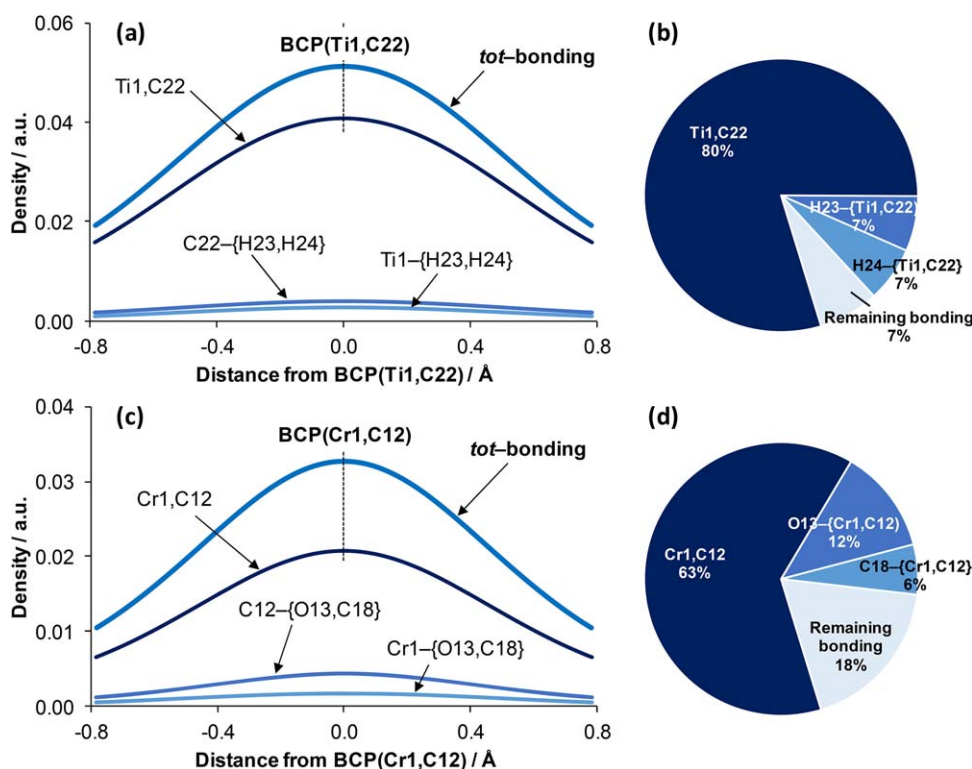 (a)
BCP(Ti1,C22)
tot–bonding
Ti1,C22
C22–{H23,H24}
Ti1–{H23,H24}
Density / a.u.
0.06
0.04
0.02
0.00
-0.8 -0.4 0.0 0.4 0.8
Distance from BCP(Ti1,C22) / Å
(b)
Ti1,C22
80%
H23–{Ti1,C22)
7%
H24–{Ti1,C22}
7%
Remaining bonding
7%
(c)
BCP(Cr1,C12)
tot–bonding
Cr1,C12
C12–{O13,C18}
Cr1–{O13,C18}
Density / a.u.
0.04
0.03
0.02
0.01
0.00
-0.8 -0.4 0.0 0.4 0.8
Distance from BCP(Cr1,C12) / Å
(d)
Cr1,C12
63%
O13–{Cr1,C12)
12%
C18–{Cr1,C12}
6%
Remaining
bonding
18%